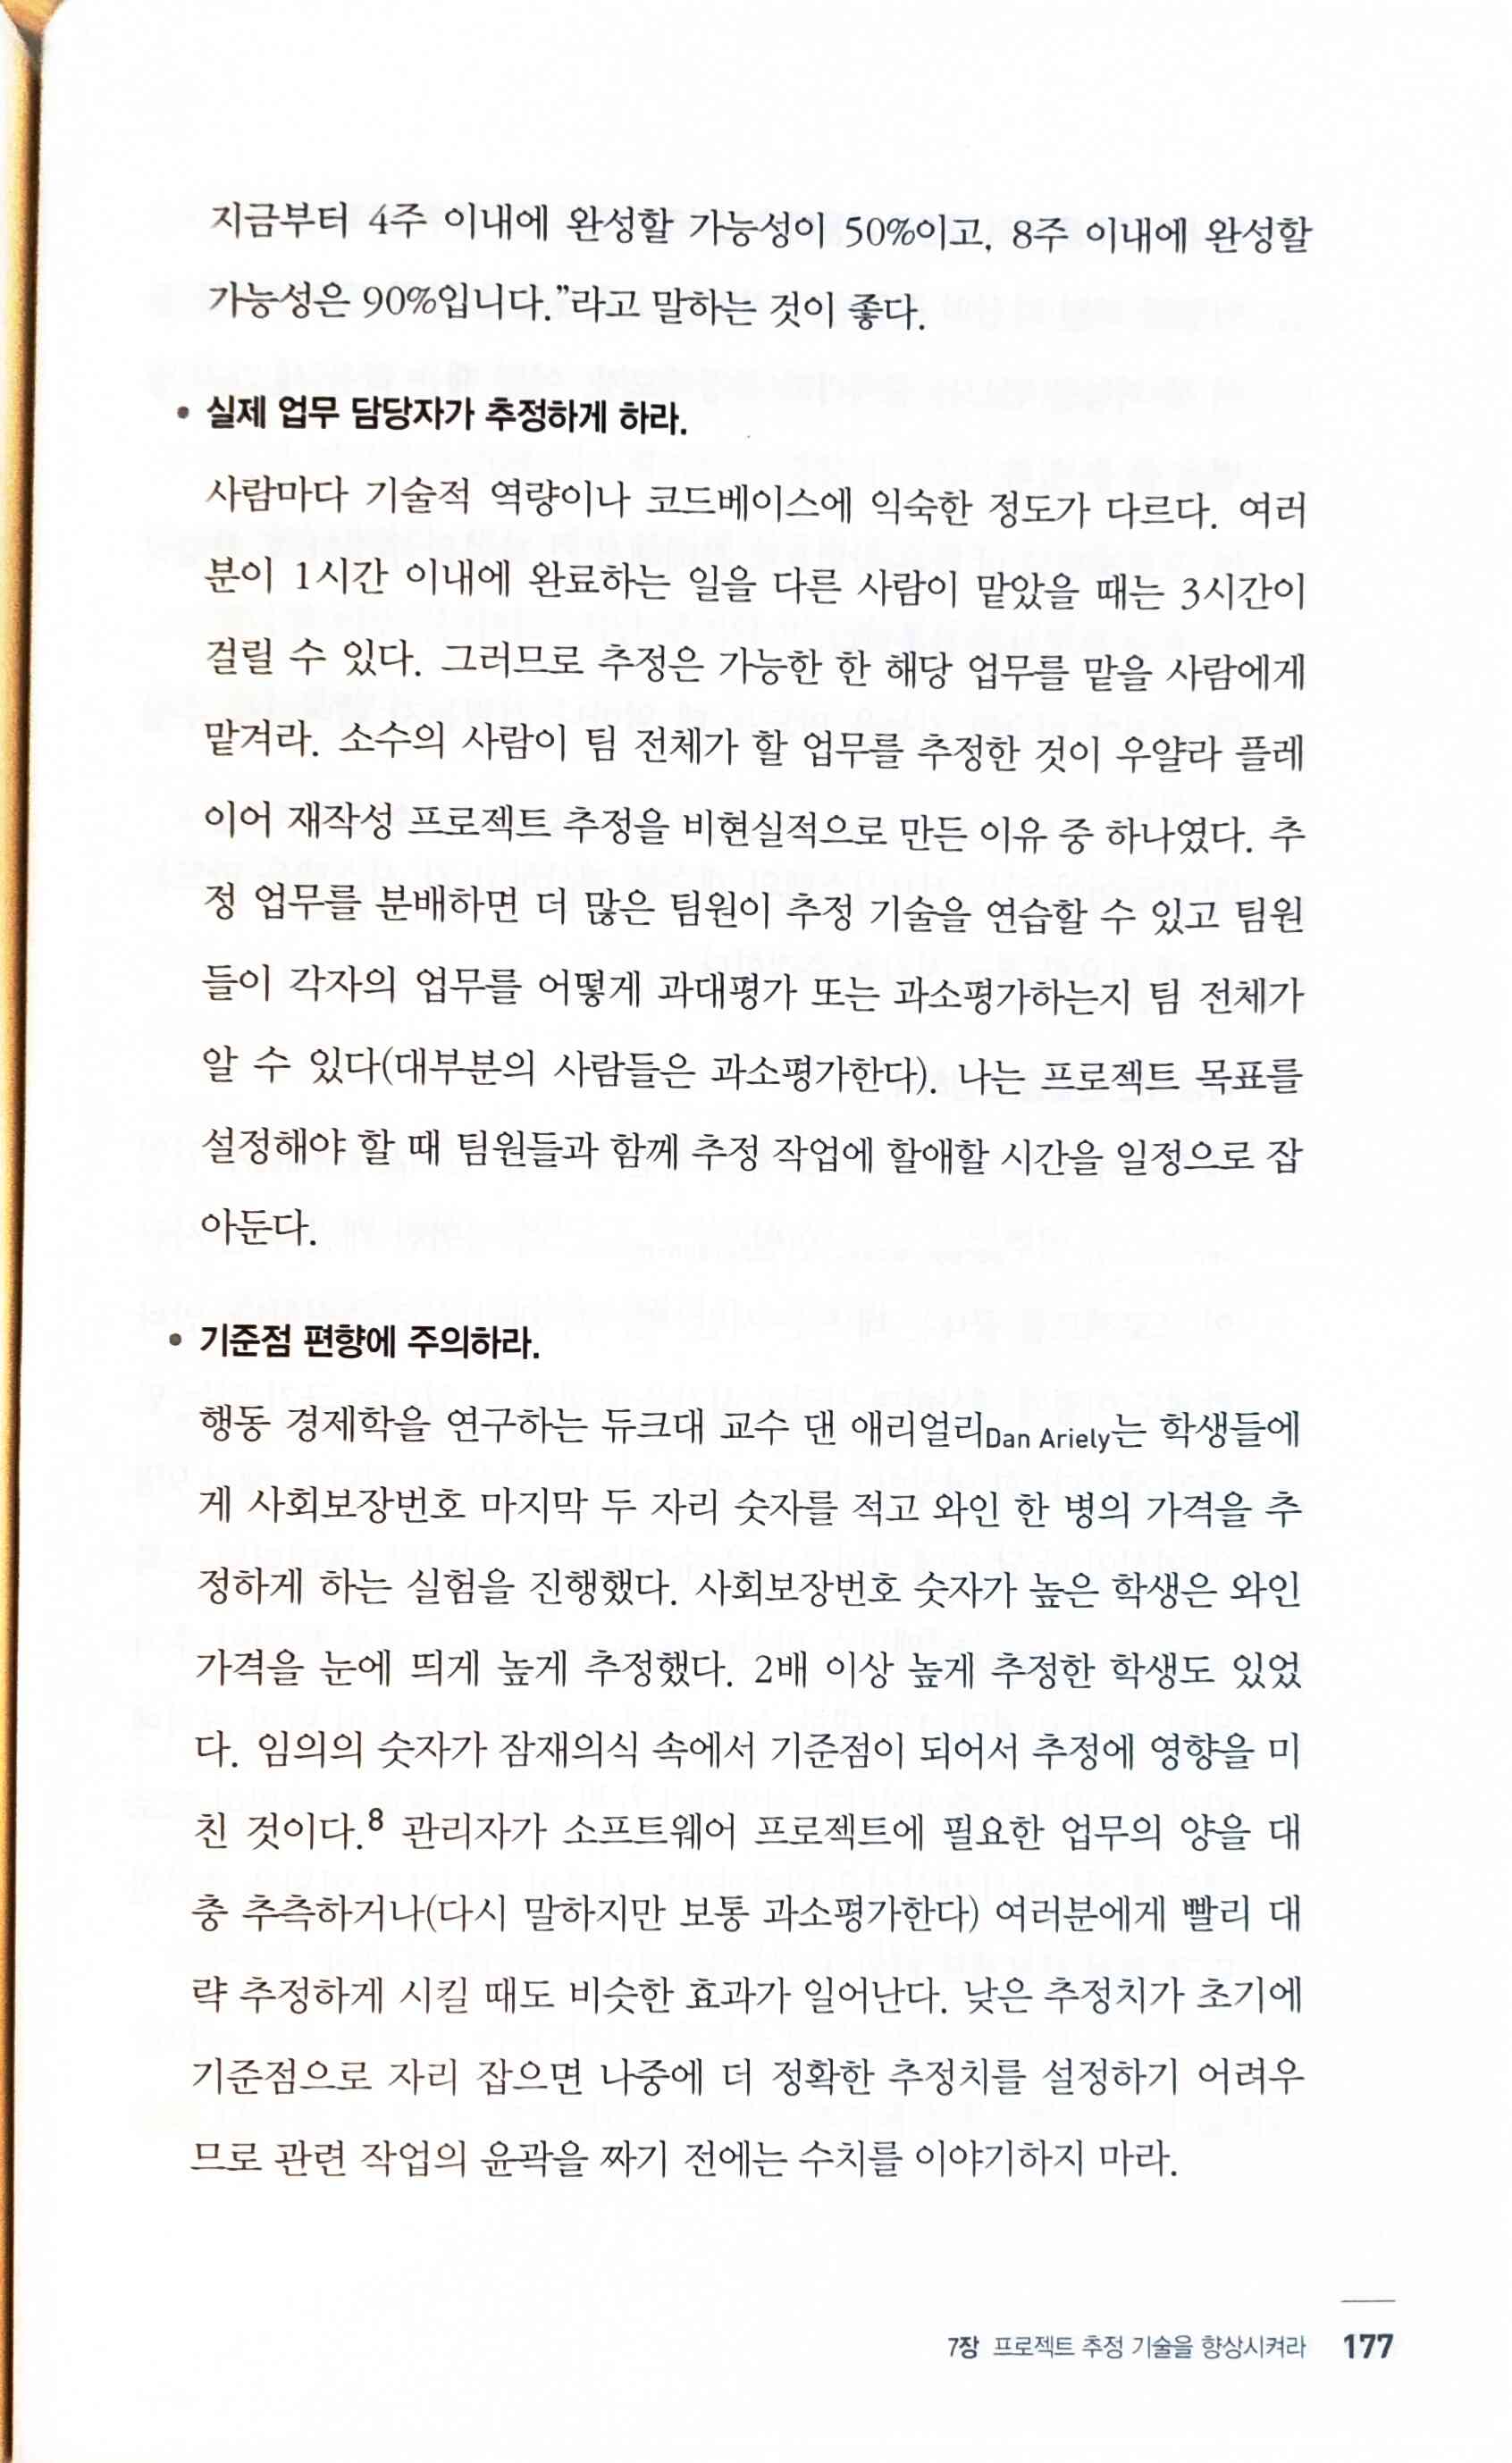 지금부터 4주 이내에 완성할 가능성이 50%이고, 8주 이내에 완성할
가능성은 90%입니다.”라고 말하는 것이 좋다.
• 실제 업무 담당자가 추정하게 하라.
사람마다 기술적 역량이나 코드베이스에 익숙한 정도가 다르다. 여러
분이 1시간 이내에 완료하는 일을 다른 사람이 맡았을 때는 3시간이
걸릴 수 있다. 그러므로 추정은 가능한 한 해당 업무를 맡을 사람에게
맡겨라. 소수의 사람이 팀 전체가 할 업무를 추정한 것이 우얄라 플레
이어 재작성 프로젝트 추정을 비현실적으로 만든 이유 중 하나였다. 추
정 업무를 분배하면 더 많은 팀원이 추정 기술을 연습할 수 있고 팀원
들이 각자의 업무를 어떻게 과대평가 또는 과소평가하는지 팀 전체가
알 수 있다(대부분의 사람들은 과소평가한다). 나는 프로젝트 목표를
설정해야 할 때 팀원들과 함께 추정 작업에 할애할 시간을 일정으로 잡
아둔다.
• 기준점 편향에 주의하라.
행동 경제학을 연구하는 듀크대 교수 댄 애리얼리Dan Ariely는 학생들에
게 사회보장번호 마지막 두 자리 숫자를 적고 와인 한 병의 가격을 추
정하게 하는 실험을 진행했다. 사회보장번호 숫자가 높은 학생은 와인
가격을 눈에 띄게 높게 추정했다. 2배 이상 높게 추정한 학생도 있었
다. 임의의 숫자가 잠재의식 속에서 기준점이 되어서 추정에 영향을 미
친 것이다.8 관리자가 소프트웨어 프로젝트에 필요한 업무의 양을 대
충 추측하거나(다시 말하지만 보통 과소평가한다) 여러분에게 빨리 대
략 추정하게 시킬 때도 비슷한 효과가 일어난다. 낮은 추정치가 초기에
기준점으로 자리 잡으면 나중에 더 정확한 추정치를 설정하기 어려우
므로 관련 작업의 윤곽을 짜기 전에는 수치를 이야기하지 마라.
7장 프로젝트 추정 기술을 향상시켜라 177